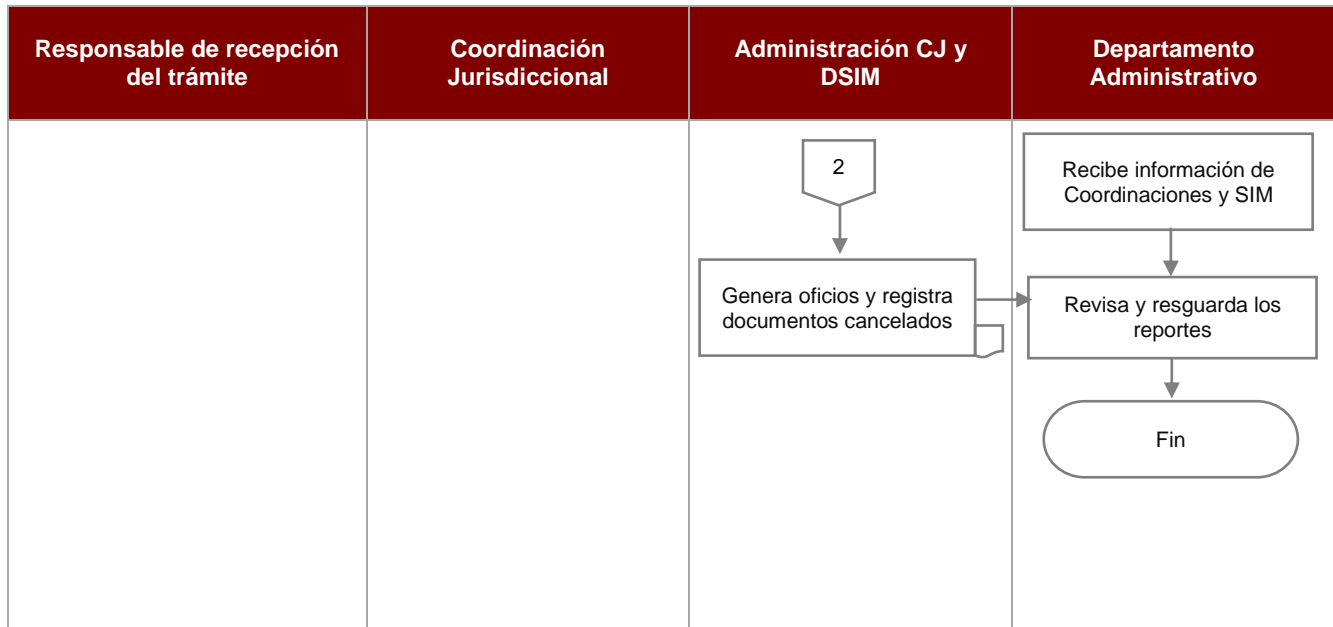 Responsable de recepción
del trámite
Coordinación
Jurisdiccional
Administración CJ y
DSIM
Departamento
Administrativo
2
Recibe información de
Coordinaciones y SIM
Genera oficios y registra
documentos cancelados
Revisa y resguarda los
reportes
Fin